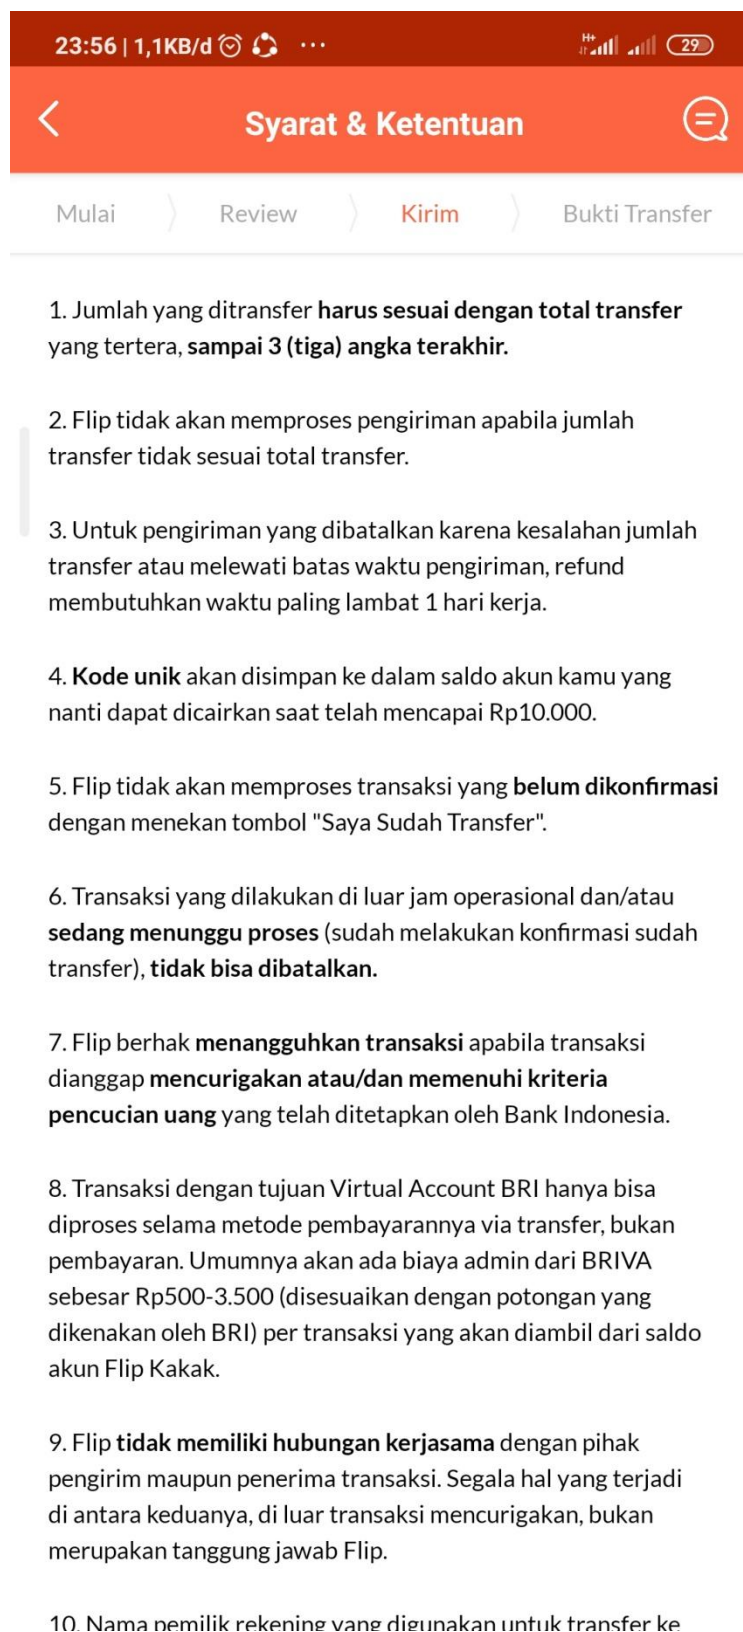 23:56 | 1,1KB/d ...
H+
29
Syarat & Ketentuan
Mulai
Review
Kirim
Bukti Transfer
1. Jumlah yang ditransfer harus sesuai dengan total transfer
yang tertera, sampai 3 (tiga) angka terakhir.
2. Flip tidak akan memproses pengiriman apabila jumlah
transfer tidak sesuai total transfer.
3. Untuk pengiriman yang dibatalkan karena kesalahan jumlah
transfer atau melewati batas waktu pengiriman, refund
membutuhkan waktu paling lambat 1 hari kerja.
4. Kode unik akan disimpan ke dalam saldo akun kamu yang
nanti dapat dicairkan saat telah mencapai Rp10.000.
5. Flip tidak akan memproses transaksi yang belum dikonfirmasi
dengan menekan tombol "Saya Sudah Transfer".
6. Transaksi yang dilakukan di luar jam operasional dan/atau
sedang menunggu proses (sudah melakukan konfirmasi sudah
transfer), tidak bisa dibatalkan.
7. Flip berhak menangguhkan transaksi apabila transaksi
dianggap mencurigakan atau/dan memenuhi kriteria
pencucian uang yang telah ditetapkan oleh Bank Indonesia.
8. Transaksi dengan tujuan Virtual Account BRI hanya bisa
diproses selama metode pembayarannya via transfer, bukan
pembayaran. Umumnya akan ada biaya admin dari BRIVA
sebesar Rp500-3.500 (disesuaikan dengan potongan yang
dikenakan oleh BRI) per transaksi yang akan diambil dari saldo
akun Flip Kakak.
9. Flip tidak memiliki hubungan kerjasama dengan pihak
pengirim maupun penerima transaksi. Segala hal yang terjadi
di antara keduanya, di luar transaksi mencurigakan, bukan
merupakan tanggung jawab Flip.
10. Nama pemilik rekening yang digunakan untuk transfer ke